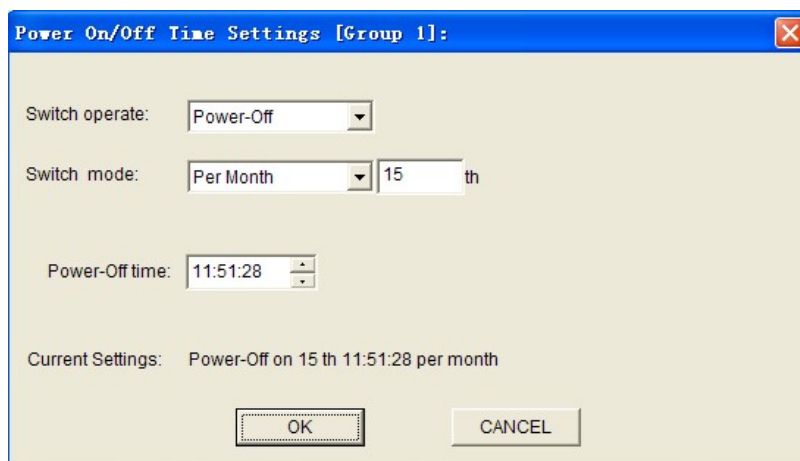 Power On/Off Time Settings [Group 1]:
Switch operate: Power-Off
Switch mode: Per Month 15 th
Power-Off time: 11:51:28
Current Settings: Power-Off on 15 th 11:51:28 per month
OK CANCEL